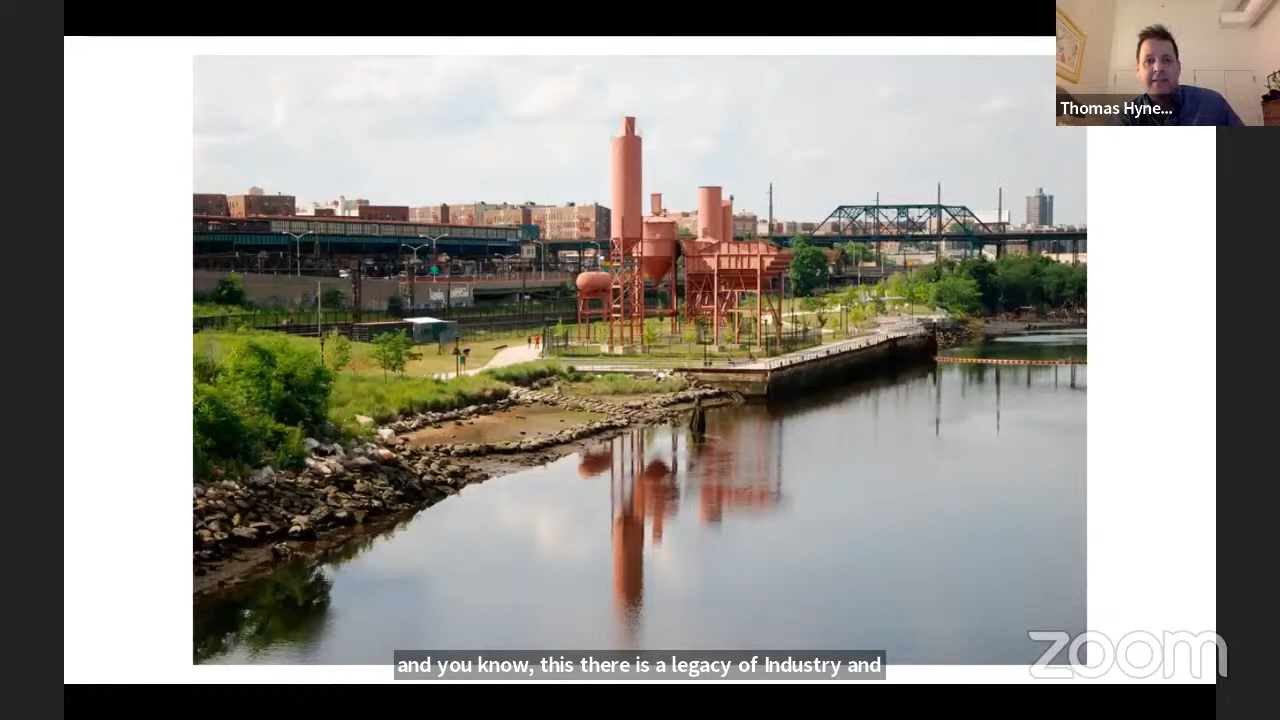 Thomas Hyne...
and you know, this there is a legacy of Industry and
zoom